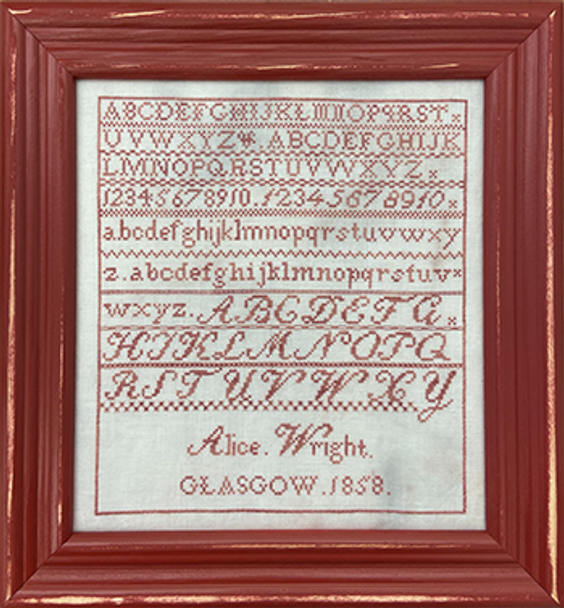 ABCDEFGHIJKLMNOPQRST
UVWXYZ&.ABCDEFGHIJK
LMNOPQRSTUVWXYZ
12345678910.12345678910
abcdefghijklmnopqrstuvwxy
z.abcdefghijklmnopqrstuv
wxyz.ABCDEFG
HIJKLMNOPQ
RSTUVWXY
Alice.Wright.
GLASGOW.1858.